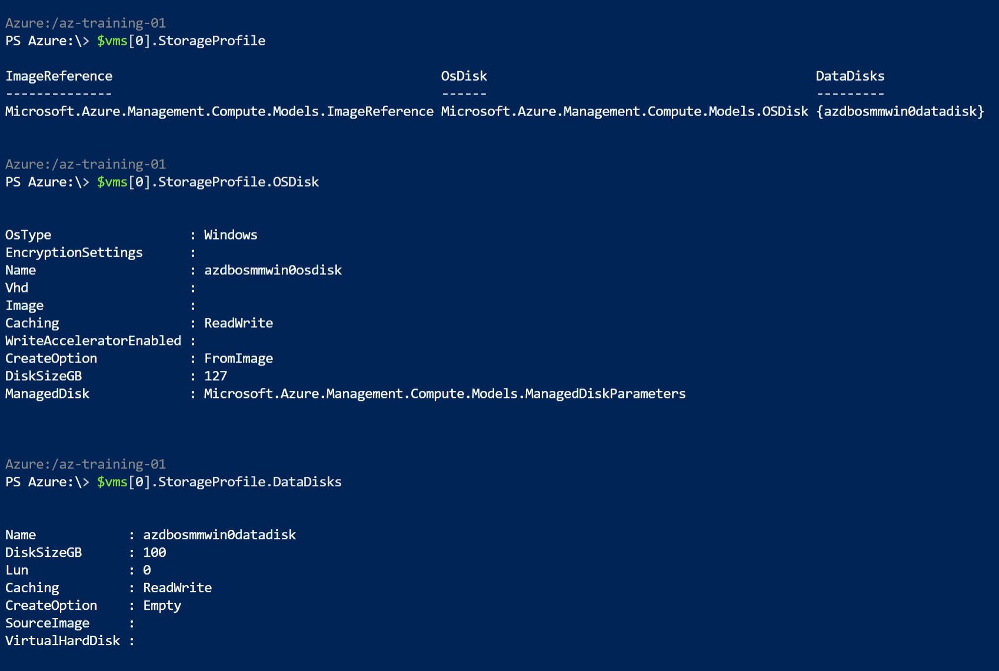 Azure:/az-training-01
PS Azure:\> $vms[0].StorageProfile
ImageReference OsDisk DataDisks
-------------- ------ ---------
Microsoft.Azure.Management.Compute.Models.ImageReference Microsoft.Azure.Management.Compute.Models.OSDisk {azdbosmmwin0datadisk}
Azure:/az-training-01
PS Azure:\> $vms[0].StorageProfile.OSDisk
OsType : Windows
EncryptionSettings :
Name : azdbosmmwin0osdisk
Vhd :
Image :
Caching : ReadWrite
WriteAcceleratorEnabled :
CreateOption : FromImage
DiskSizeGB : 127
ManagedDisk : Microsoft.Azure.Management.Compute.Models.ManagedDiskParameters
Azure:/az-training-01
PS Azure:\> $vms[0].StorageProfile.DataDisks
Name : azdbosmmwin0datadisk
DiskSizeGB : 100
Lun : 0
Caching : ReadWrite
CreateOption : Empty
SourceImage :
VirtualHardDisk :